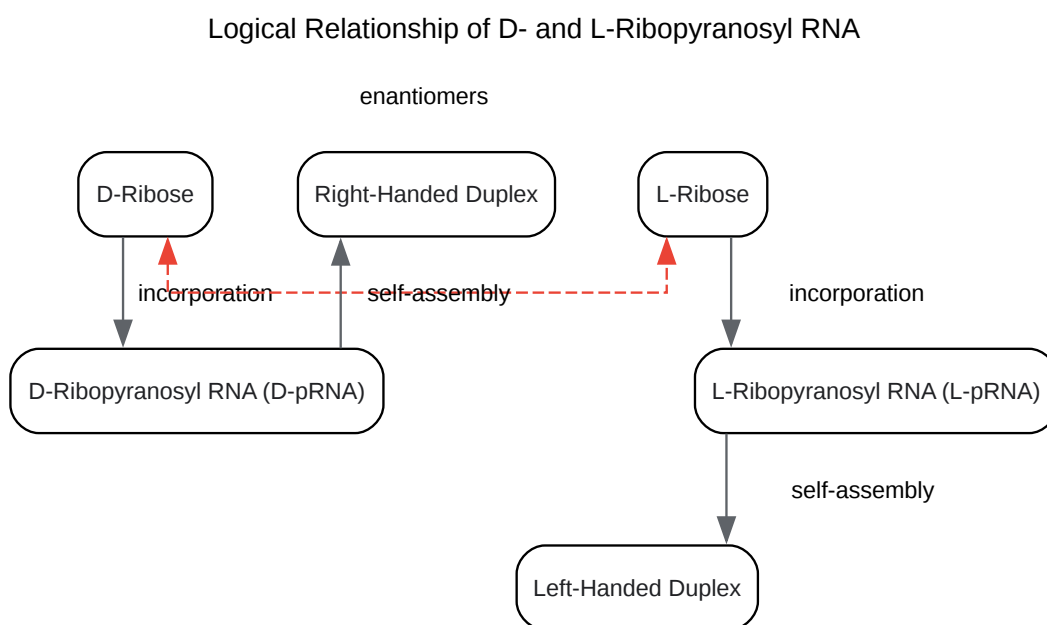 Logical Relationship of D- and L-Ribopyranosyl RNA
enantiomers
D-Ribose
Right-Handed Duplex
L-Ribose
incorporation
self-assembly
incorporation
D-Ribopyranosyl RNA (D-pRNA)
L-Ribopyranosyl RNA (L-pRNA)
self-assembly
Left-Handed Duplex